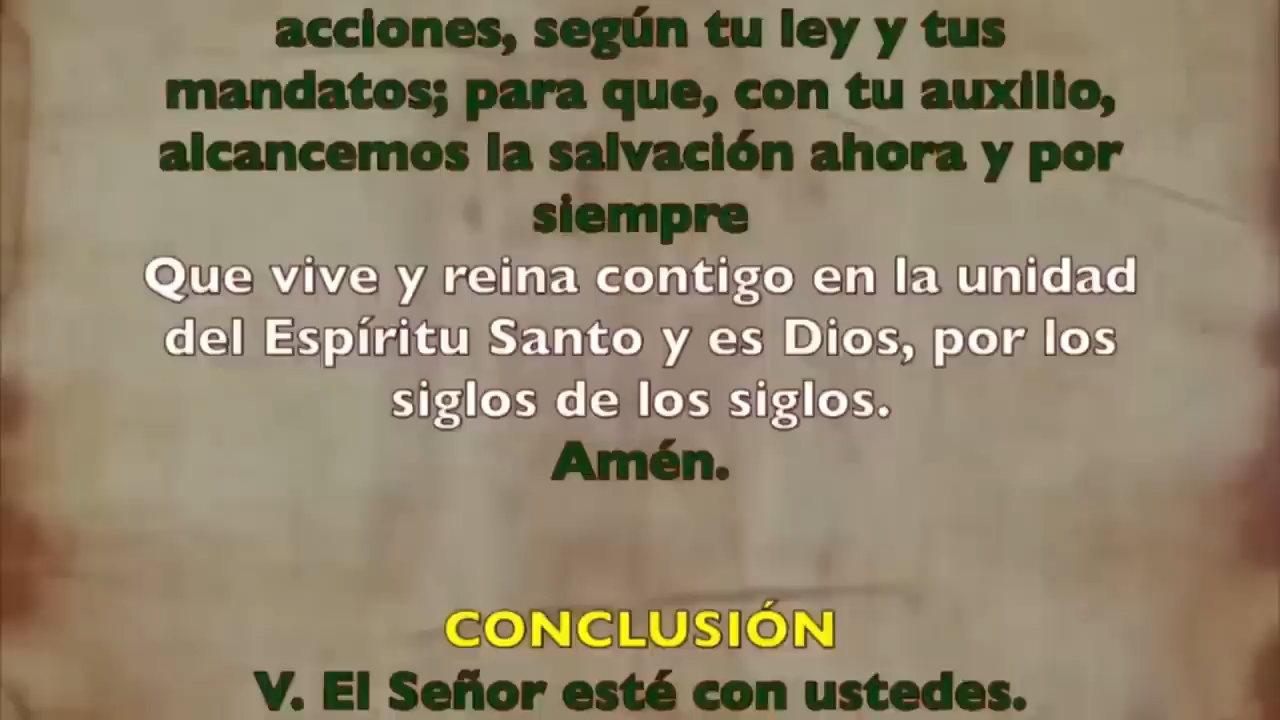 acciones, según tu ley y tus
mandatos; para que, con tu auxilio,
alcancemos la salvación ahora y por
siempre
Que vive y reina contigo en la unidad
del Espíritu Santo y es Dios, por los
siglos de los siglos.
Amén.
CONCLUSIÓN
V. El Señor esté con ustedes.